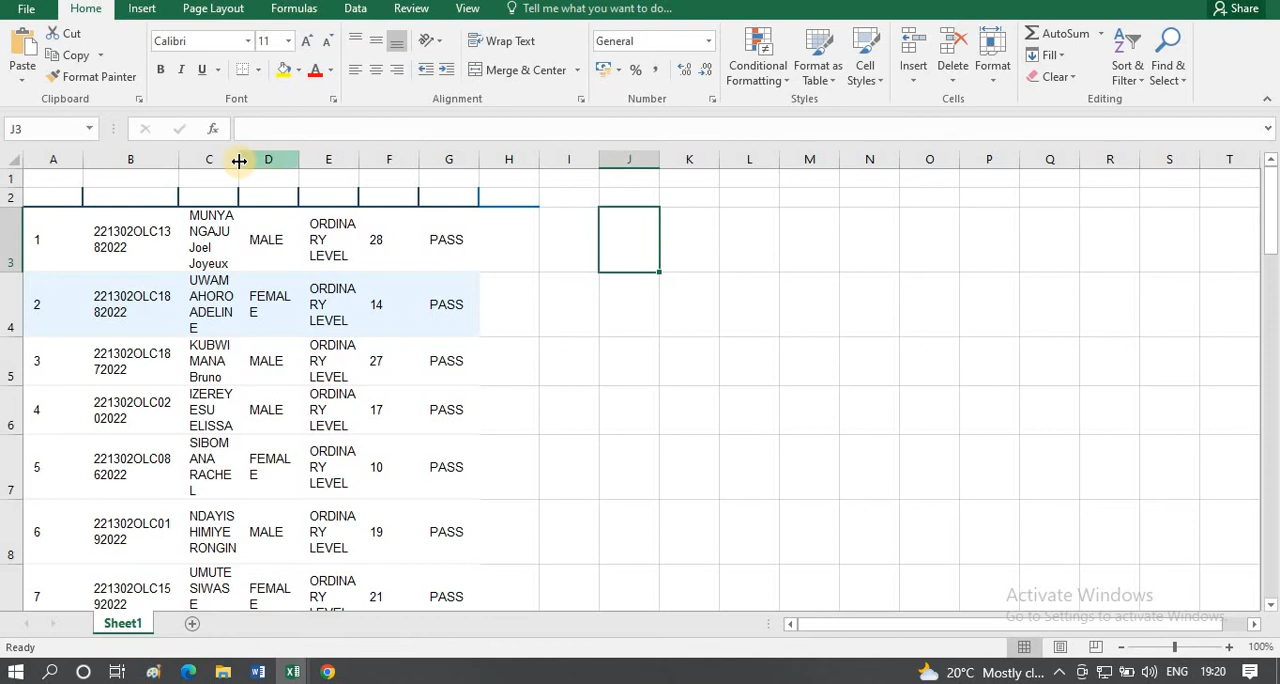 File Home Insert Page Layout Formulas Data Review View Tell me what you want to do... Share
Cut
Copy
Format Painter
Paste
Calibri 11
B I U
Wrap Text
Merge & Center
General
%
Conditional Formatting
Format as Table
Cell Styles
Insert Delete Format
AutoSum
Fill
Clear
Sort & Filter
Find & Select
Clipboard Font Alignment Number Styles Cells Editing
J3 fx
A B C D E F G H I J K L M N O P Q R S T
1
2
3 1 221302OLC1382022 MUNYANGAJU Joel Joyeux MALE ORDINARY LEVEL 28 PASS
4 2 221302OLC1882022 UWAMAHORO ADELINE FEMALE ORDINARY LEVEL 14 PASS
5 3 221302OLC1872022 KUBWIMANA Bruno MALE ORDINARY LEVEL 27 PASS
6 4 221302OLC0202022 IZEREYESU ELISSA MALE ORDINARY LEVEL 17 PASS
7 5 221302OLC0862022 SIBOMANA RACHEL FEMALE ORDINARY LEVEL 10 PASS
8 6 221302OLC0192022 NDAYISHIMIYE RONGIN MALE ORDINARY LEVEL 19 PASS
7 221302OLC1592022 UMUTESIWASE FEMALE ORDINARY LEVEL 21 PASS
Activate Windows
Go to Settings to activate Windows.
Sheet1
Ready 100%
20°C Mostly cl... ENG 19:20